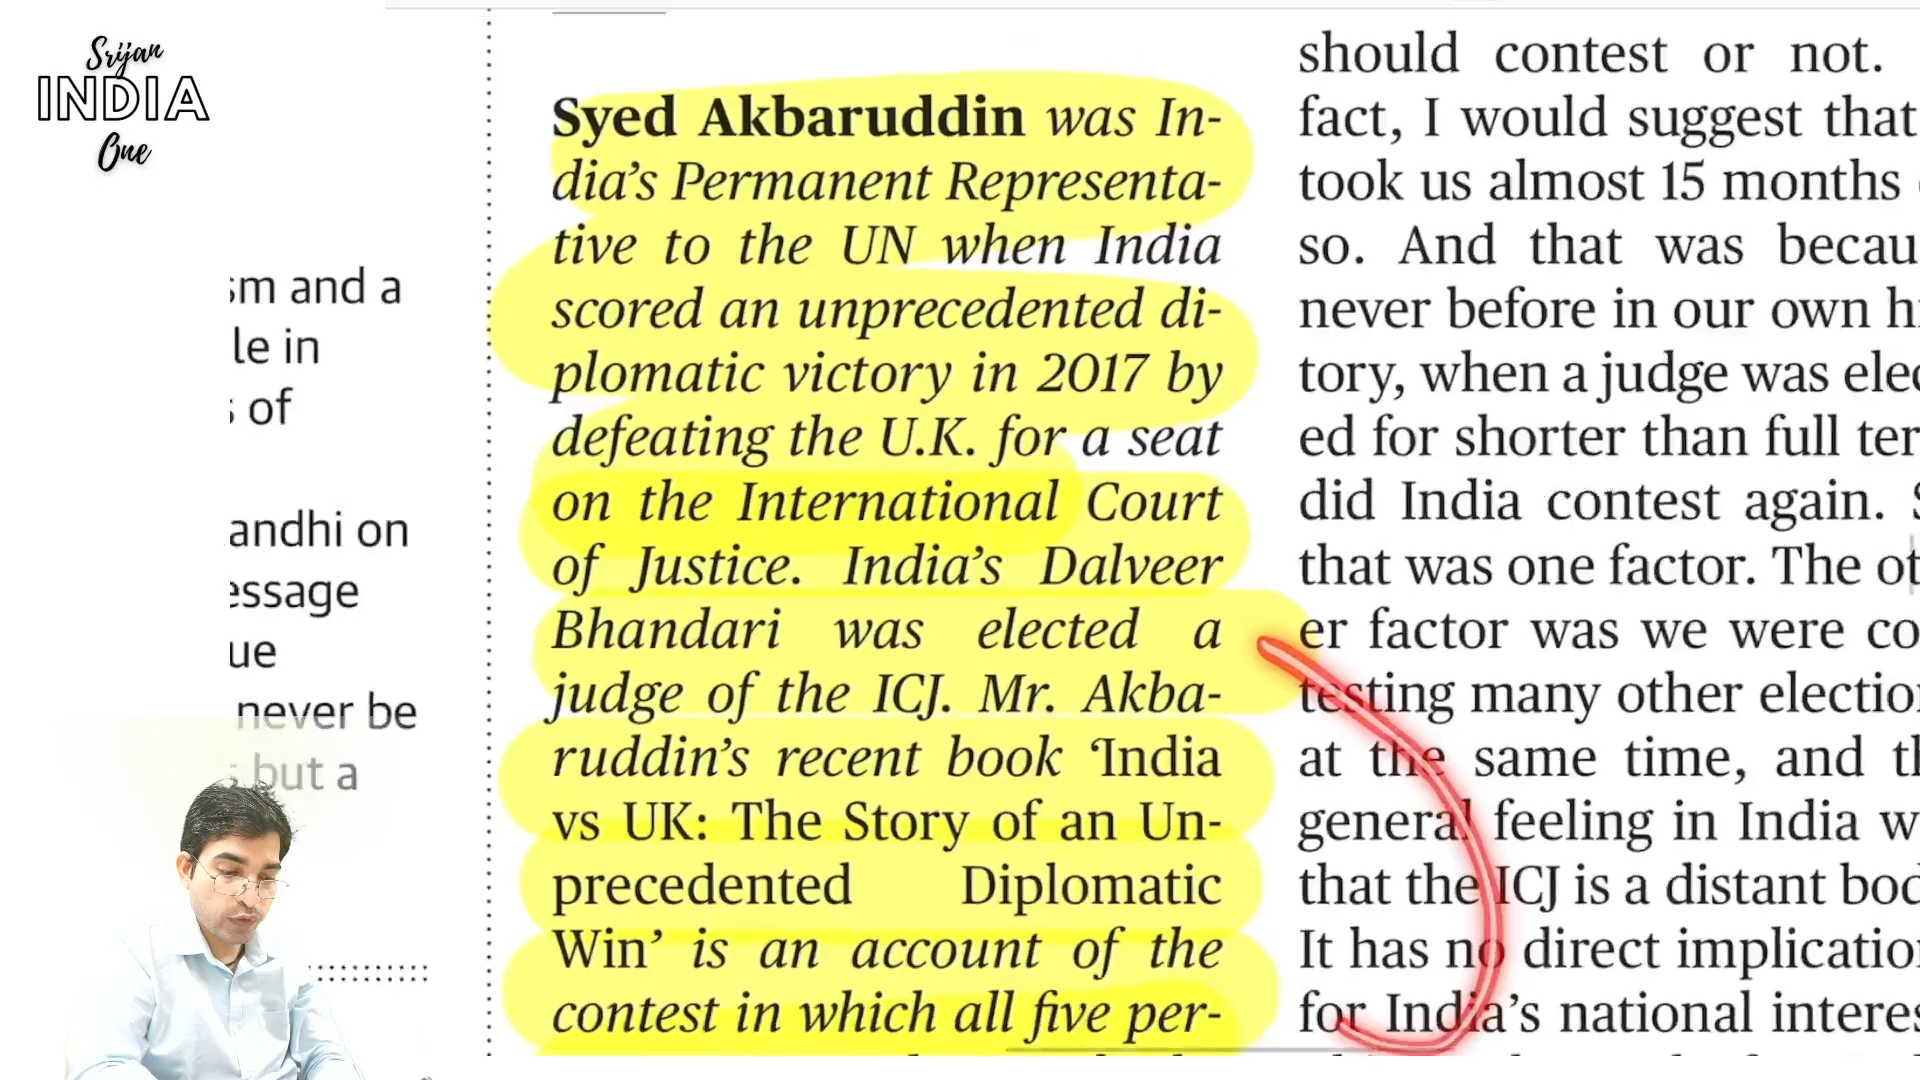 Srijan
INDIA
One
sm and a
le in
s of
andhi on
essage
ue
never be
s but a
Syed Akbaruddin was In-
dia's Permanent Representa-
tive to the UN when India
scored an unprecedented di-
plomatic victory in 2017 by
defeating the U.K. for a seat
on the International Court
of Justice. India's Dalveer
Bhandari was elected a
judge of the ICJ. Mr. Akba-
ruddin's recent book 'India
vs UK: The Story of an Un-
precedented Diplomatic
Win' is an account of the
contest in which all five per-
should contest or not.
fact, I would suggest that
took us almost 15 months
so. And that was becau
never before in our own hi
tory, when a judge was elec
ed for shorter than full ter
did India contest again. S
that was one factor. The ot
er factor was we were co
testing many other election
at the same time, and th
general feeling in India w
that the ICJ is a distant bod
It has no direct implication
for India's national interes